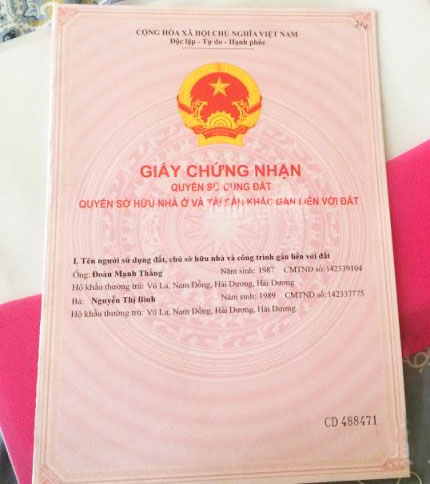 CỘNG HÒA XÃ HỘI CHỦ NGHĨA VIỆT NAM
Độc lập - Tự do - Hạnh phúc
GIẤY CHỨNG NHẬN
QUYỀN SỬ DỤNG ĐẤT
QUYỀN SỞ HỮU NHÀ Ở VÀ TÀI SẢN KHÁC GẮN LIỀN VỚI ĐẤT
I. Tên người sử dụng đất, chủ sở hữu nhà và công trình gắn liền với đất
Ông: Đoàn Mạnh Thắng Năm sinh: 1987 CMTND số: 142339104
Hộ khẩu thường trú: Vũ La, Nam Đồng, Hải Dương, Hải Dương
Bà: Nguyễn Thị Bình Năm sinh: 1989 CMTND số: 142337775
Hộ khẩu thường trú: Vũ La, Nam Đồng, Hải Dương, Hải Dương
CD 488471